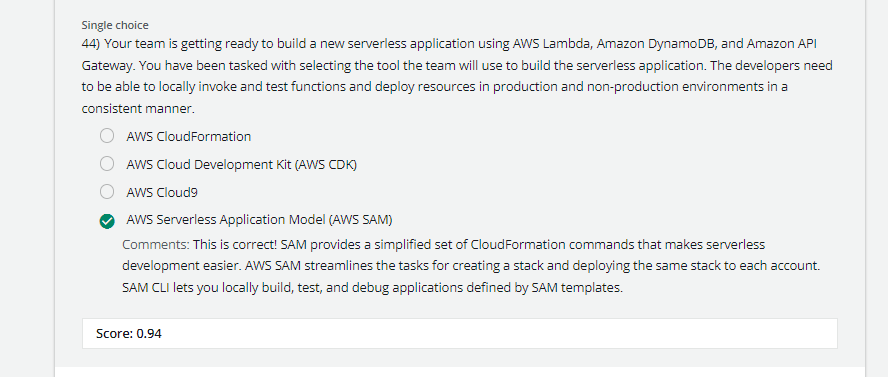 Single choice
44) Your team is getting ready to build a new serverless application using AWS Lambda, Amazon DynamoDB, and Amazon API
Gateway. You have been tasked with selecting the tool the team will use to build the serverless application. The developers need
to be able to locally invoke and test functions and deploy resources in production and non-production environments in a
consistent manner.
AWS CloudFormation
AWS Cloud Development Kit (AWS CDK)
AWS Cloud9
AWS Serverless Application Model (AWS SAM)
Comments: This is correct! SAM provides a simplified set of CloudFormation commands that makes serverless
development easier. AWS SAM streamlines the tasks for creating a stack and deploying the same stack to each account.
SAM CLI lets you locally build, test, and debug applications defined by SAM templates.
Score: 0.94